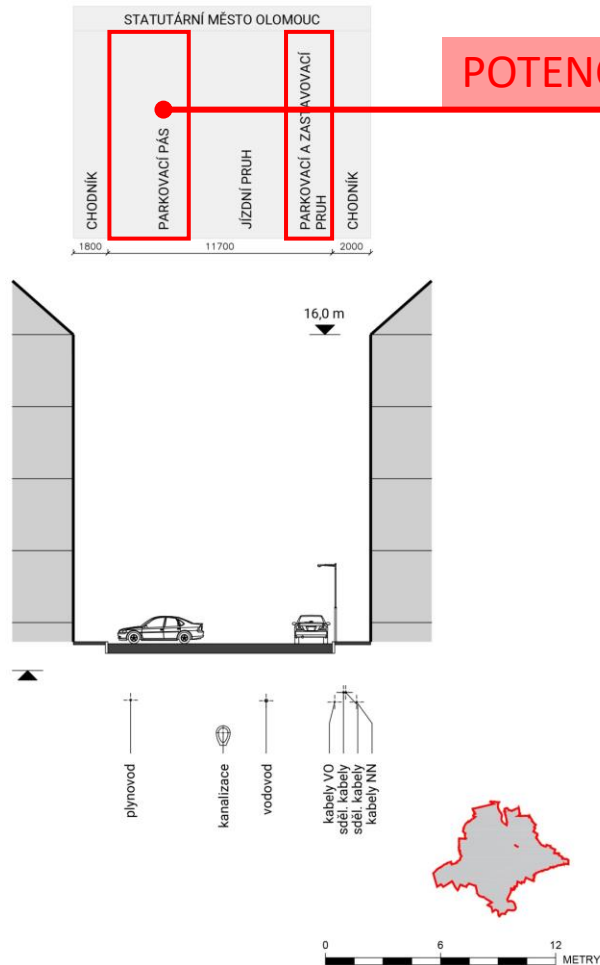 STATUTÁRNÍ MĚSTO OLOMOUC
POTENC
CHODNÍK
PARKOVACÍ PÁS
JÍZDNÍ PRUH
PARKOVACÍ A ZASTAVOVACÍ
PRUH
CHODNÍK
1800
11700
2000
16,0 m
plynovod
kanalizace
vodovod
kabely VO
sděl. kabely
sděl. kabely
kabely NN
0
6
12
METRY